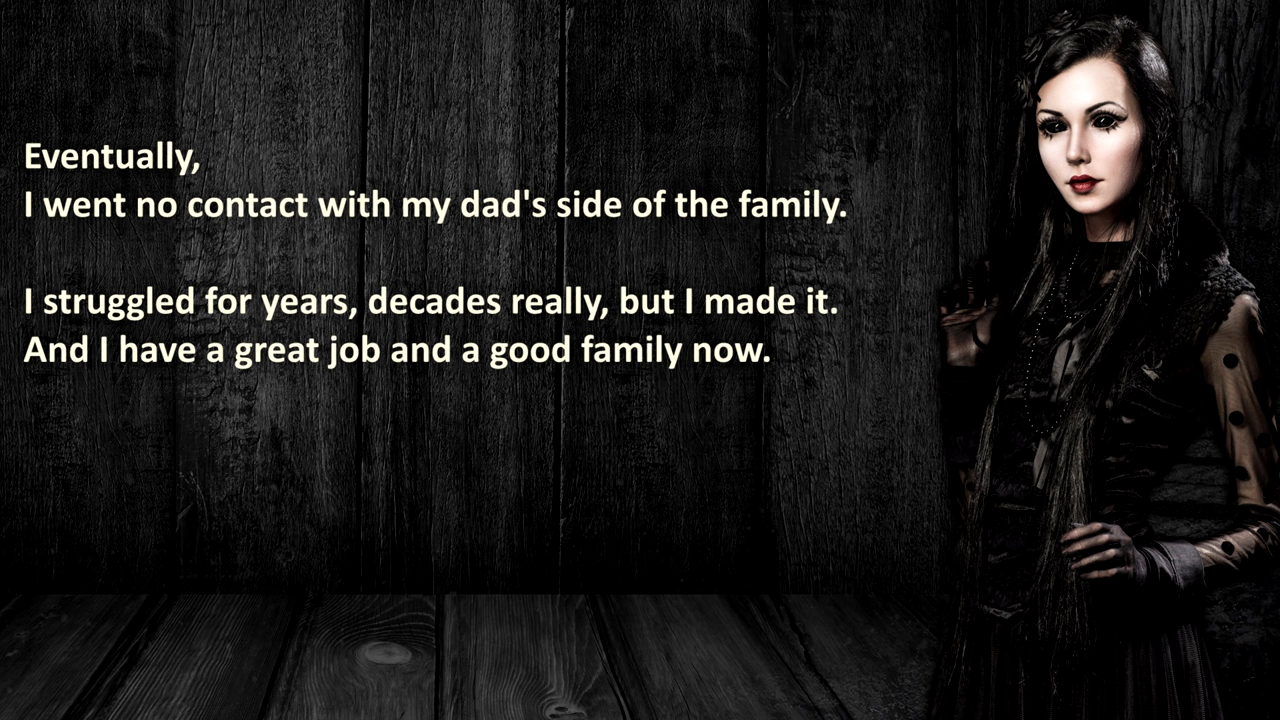 Eventually,
I went no contact with my dad's side of the family.
I struggled for years, decades really, but I made it.
And I have a great job and a good family now.